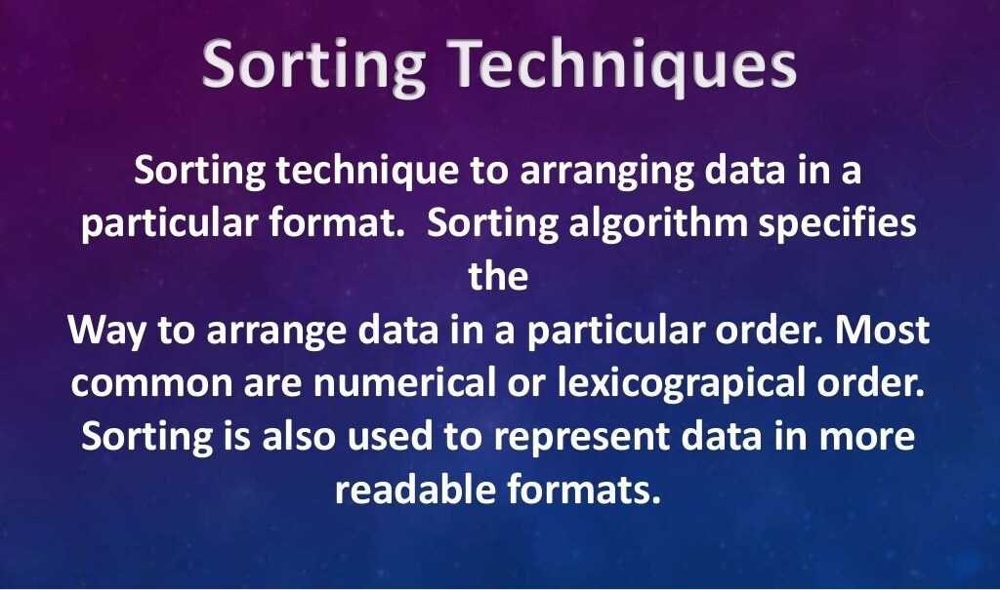 Sorting Techniques
Sorting technique to arranging data in a
particular format.  Sorting algorithm specifies
the
Way to arrange data in a particular order. Most
common are numerical or lexicograpical order.
Sorting is also used to represent data in more
readable formats.